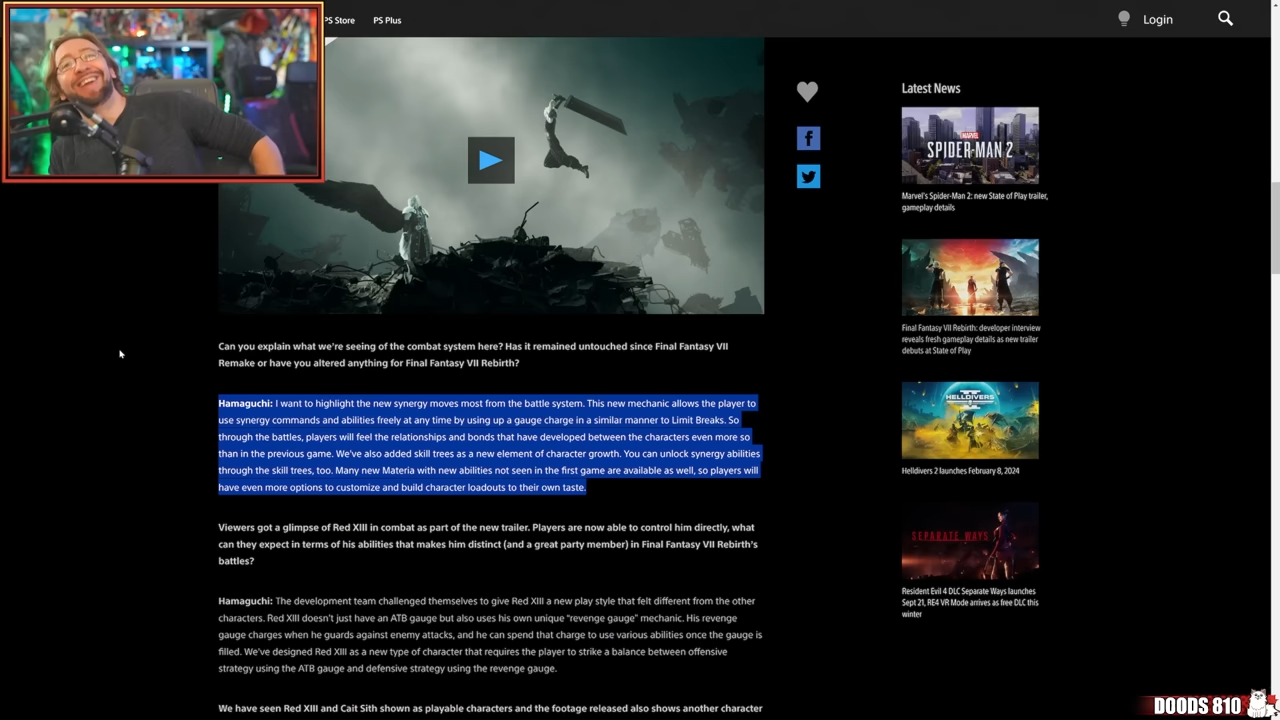 PS Store
PS Plus
Login
Can you explain what we're seeing of the combat system here? Has it remained untouched since Final Fantasy VII
Remake or have you altered anything for Final Fantasy VII Rebirth?
Hamaguchi: I want to highlight the new synergy moves most from the battle system. This new mechanic allows the player to
use synergy commands and abilities freely at any time by using up a gauge charge in a similar manner to Limit Breaks. So
through the battles, players will feel the relationships and bonds that have developed between the characters even more so
than in the previous game. We've also added skill trees as a new element of character growth. You can unlock synergy abilities
through the skill trees, too. Many new Materia with new abilities not seen in the first game are available as well, so players will
have even more options to customize and build character loadouts to their own taste.
Viewers got a glimpse of Red XIII in combat as part of the new trailer. Players are now able to control him directly, what
can they expect in terms of his abilities that makes him distinct (and a great party member) in Final Fantasy VII Rebirth's
battles?
Hamaguchi: The development team challenged themselves to give Red XIII a new play style that felt different from the other
characters. Red XIII doesn't just have an ATB gauge but also uses his own unique "revenge gauge" mechanic. His revenge
gauge charges when he guards against enemy attacks, and he can spend that charge to use various abilities once the gauge is
filled. We've designed Red XIII as a new type of character that requires the player to strike a balance between offensive
strategy using the ATB gauge and defensive strategy using the revenge gauge.
We have seen Red XIII and Cait Sith shown as playable characters and the footage released also shows another character
Latest News
MARVEL
SPIDER-MAN 2
Marvel's Spider-Man 2: new State of Play trailer,
gameplay details
Final Fantasy VII Rebirth: developer interview
reveals fresh gameplay details as new trailer
debuts at State of Play
HELLDIVERS
II
Helldivers 2 launches February 8, 2024
SEPARATE WAYS
Resident Evil 4 DLC Separate Ways launches
Sept 21, RE4 VR Mode arrives as free DLC this
winter
DOODS 810